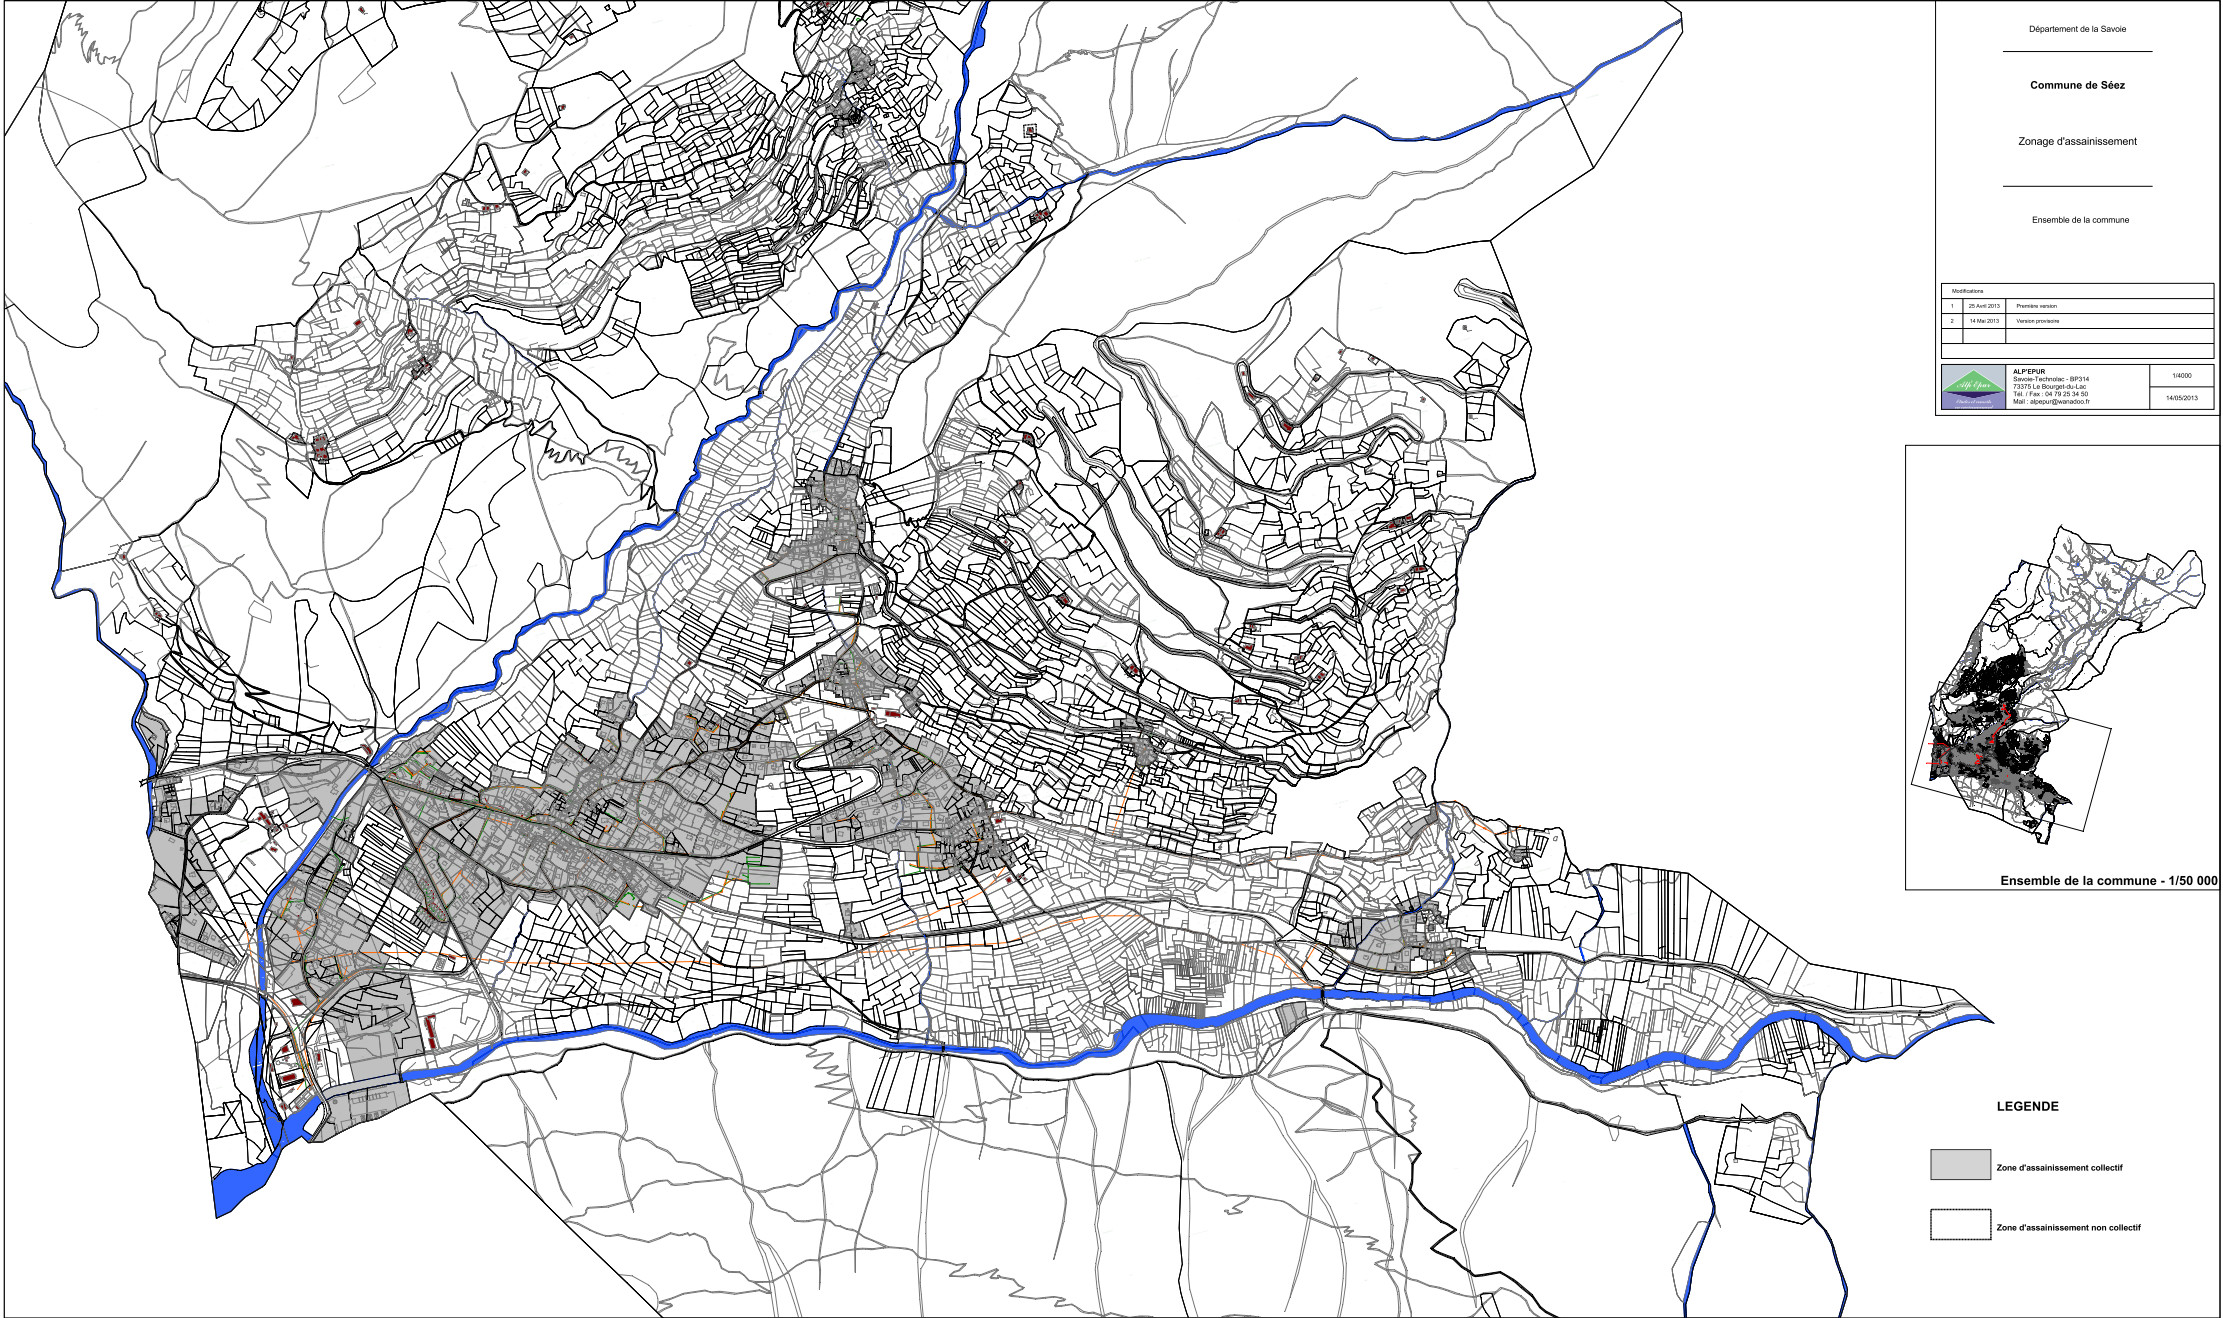 Département de la Savoie
Commune de Séez
Zonage d'assainissement
Ensemble de la commune
Modifications
1 25 Avril 2013 Première version
2 14 Mai 2013 Version provisoire
Alp'Epur
ALP'EPUR
Savoie-Technolac - BP314
73375 Le Bourget-du-Lac
Tél. / Fax : 04 79 25 34 50
Mail : alpepur@wanadoo.fr
1/4000
14/05/2013
Ensemble de la commune - 1/50 000
LEGENDE
Zone d'assainissement collectif
Zone d'assainissement non collectif